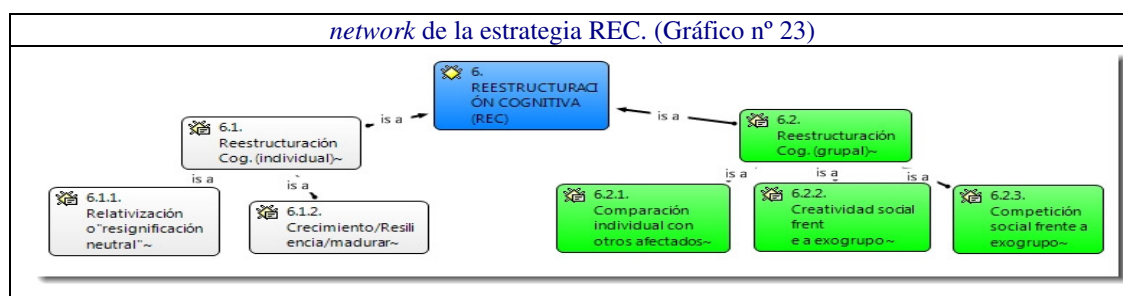 network de la estrategia REC. (Gráfico nº 23)
6.
REESTRUCTURACI
ÓN COGNITIVA
(REC)
is a
is a
6.1.
Reestructuración
Cog. (individual)~
6.2.
Reestructuración
Cog. (grupal)~
is a
is a
is a
is a
is a
6.1.1.
Relativización
o"resignificación
neutral"~
6.1.2.
Crecimiento/Resili
encia/madurar~
6.2.1.
Comparación
individual con
otros afectados~
6.2.2.
Creatividad social
frent
e a exogrupo~
6.2.3.
Competición
social frente a
exogrupo~